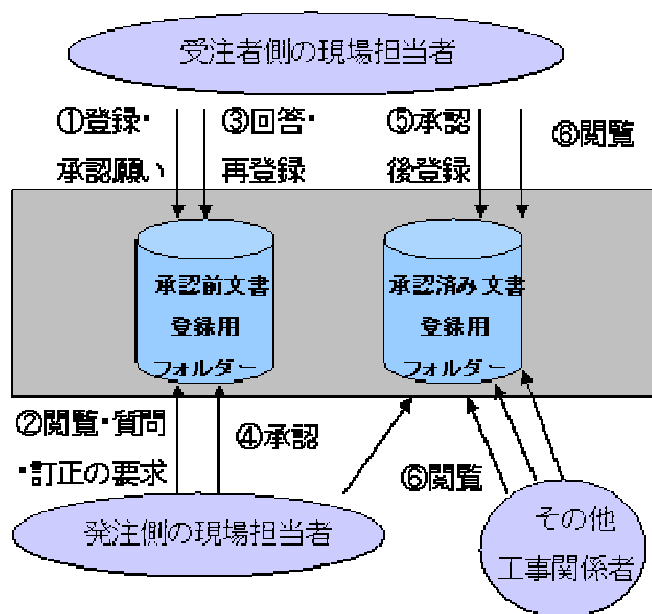 受注者側の現場担当者
①登録・
承認願い
③回答・
再登録
⑤承認
後登録
⑥閲覧
承認前文書
登録用
フォルダー
承認済み文書
登録用
フォルダー
②閲覧・質問
・訂正の要求
④承認
⑥閲覧
発注側の現場担当者
その他
工事関係者